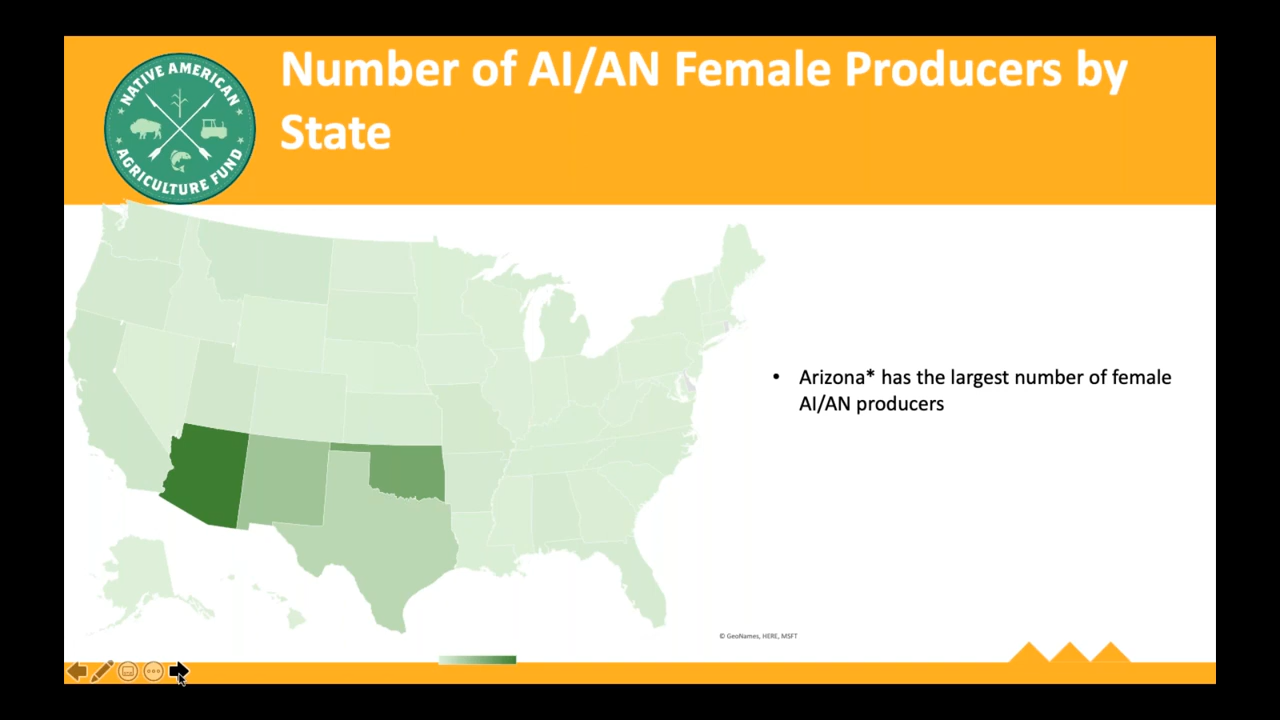 NATIVE AMERICAN
AGRICULTURE FUND
Number of AI/AN Female Producers by
State
• Arizona* has the largest number of female
AI/AN producers
© GeoNames, HERE, MSFT